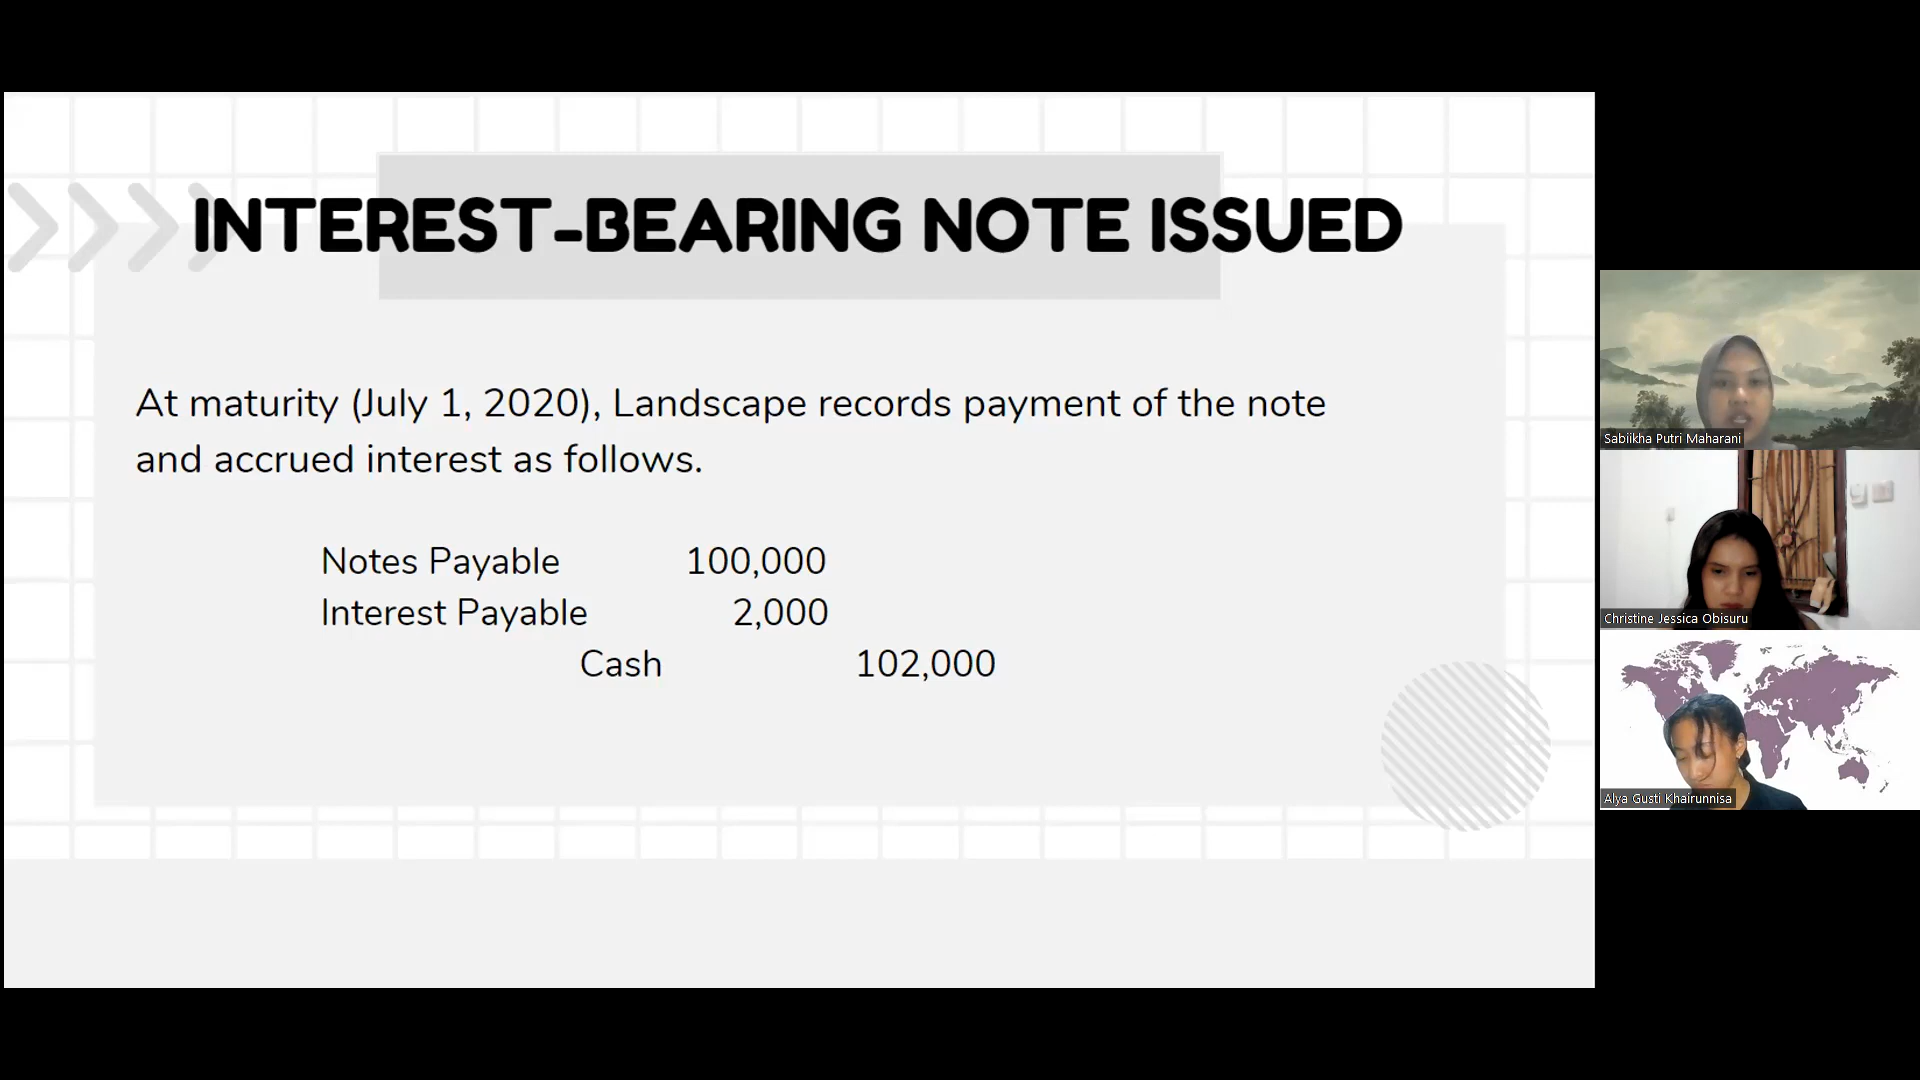 INTEREST-BEARING NOTE ISSUED
At maturity (July 1, 2020), Landscape records payment of the note
and accrued interest as follows.
Notes Payable 100,000
Interest Payable 2,000
Cash 102,000
Sabiikha Putri Maharani
Christine Jessica Obisuru
Alya Gusti Khairunnisa